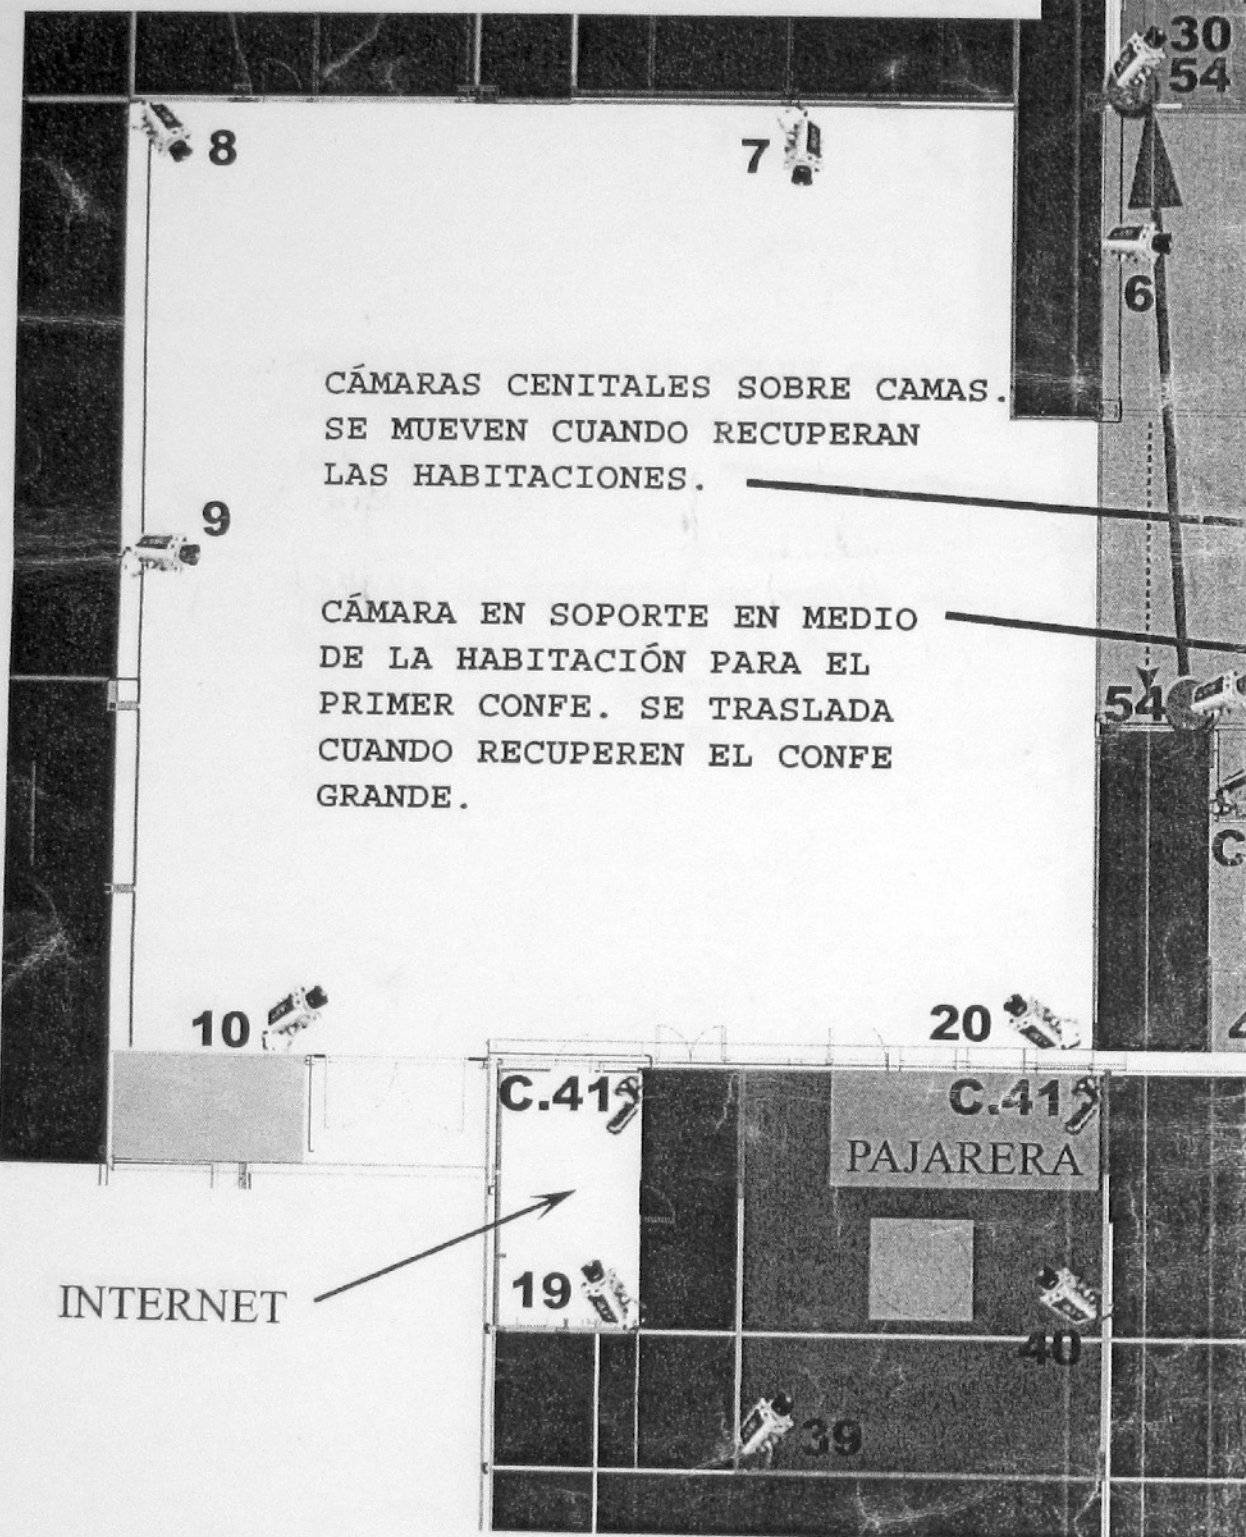 30
54
8
7
6
CÁMARAS CENITALES SOBRE CAMAS.
SE MUEVEN CUANDO RECUPERAN
LAS HABITACIONES.
9
CÁMARA EN SOPORTE EN MEDIO
DE LA HABITACIÓN PARA EL
PRIMER CONFE. SE TRASLADA
CUANDO RECUPEREN EL CONFE
GRANDE.
54
C
10
20
4
C.41
C.41
PAJARERA
INTERNET
19
40
39